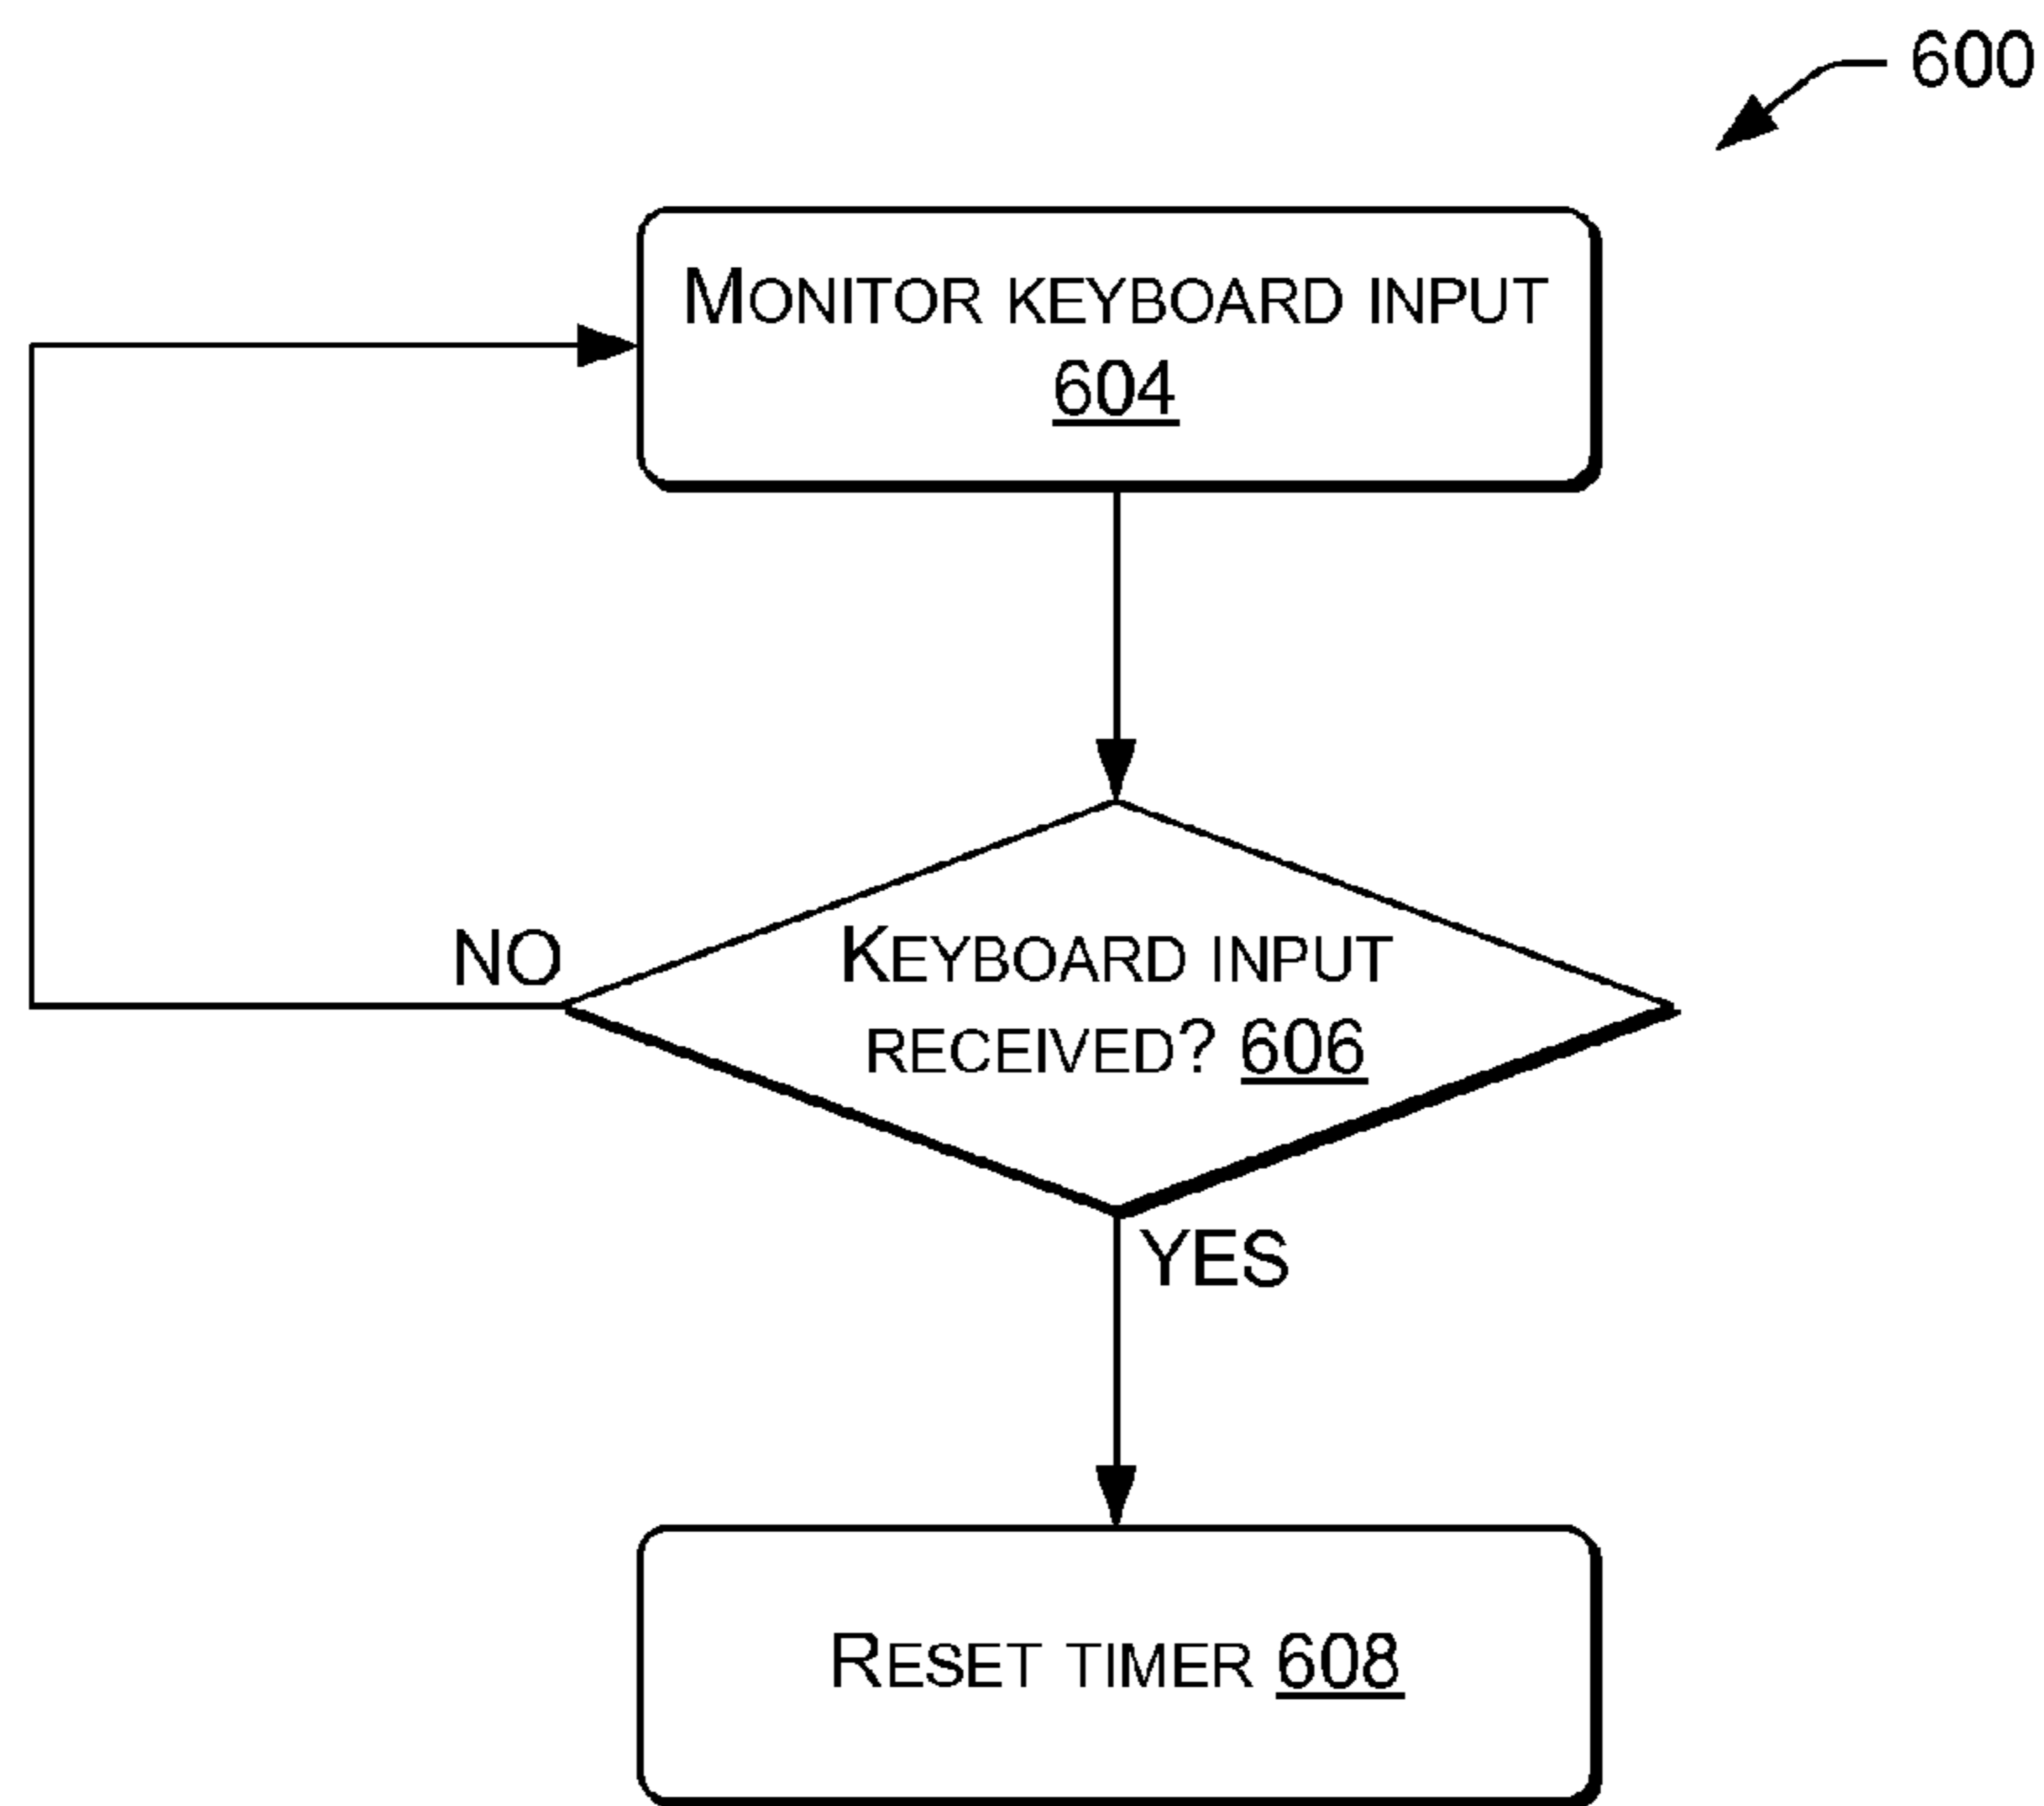 600
MONITOR KEYBOARD INPUT
604
NO
KEYBOARD INPUT
RECEIVED? 606
YES
RESET TIMER 608